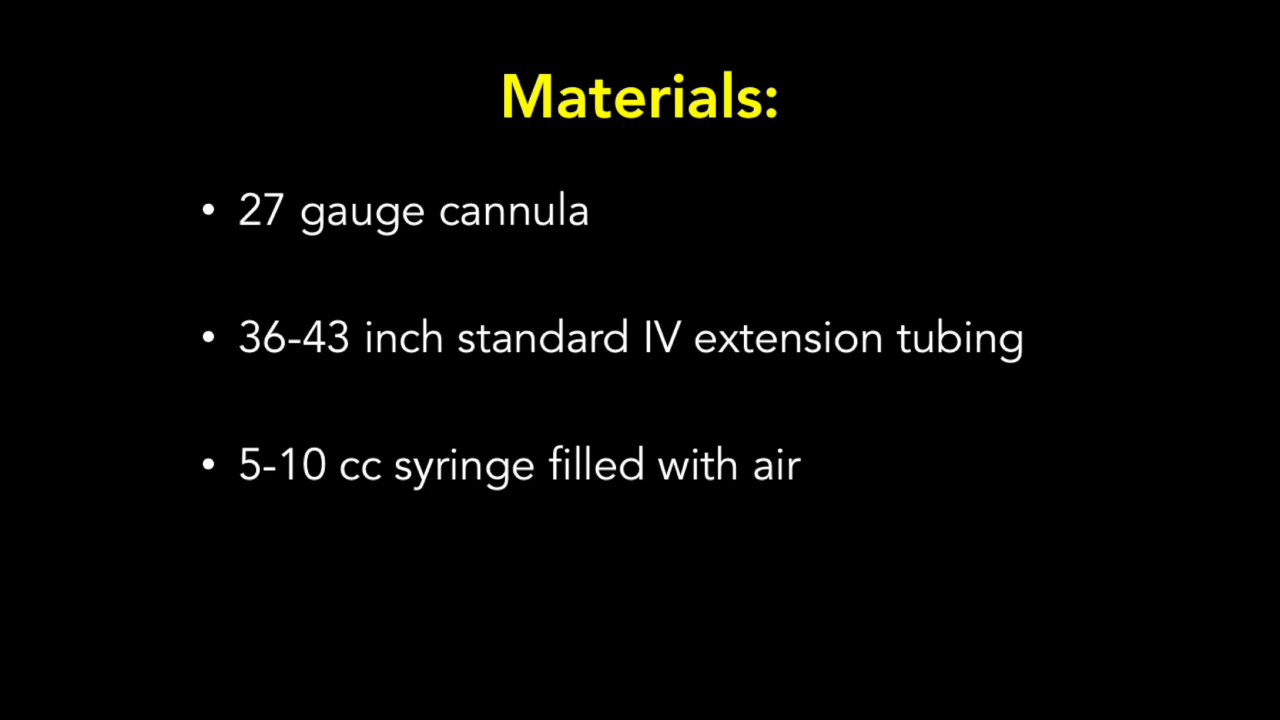 Materials:
• 27 gauge cannula
• 36-43 inch standard IV extension tubing
• 5-10 cc syringe filled with air